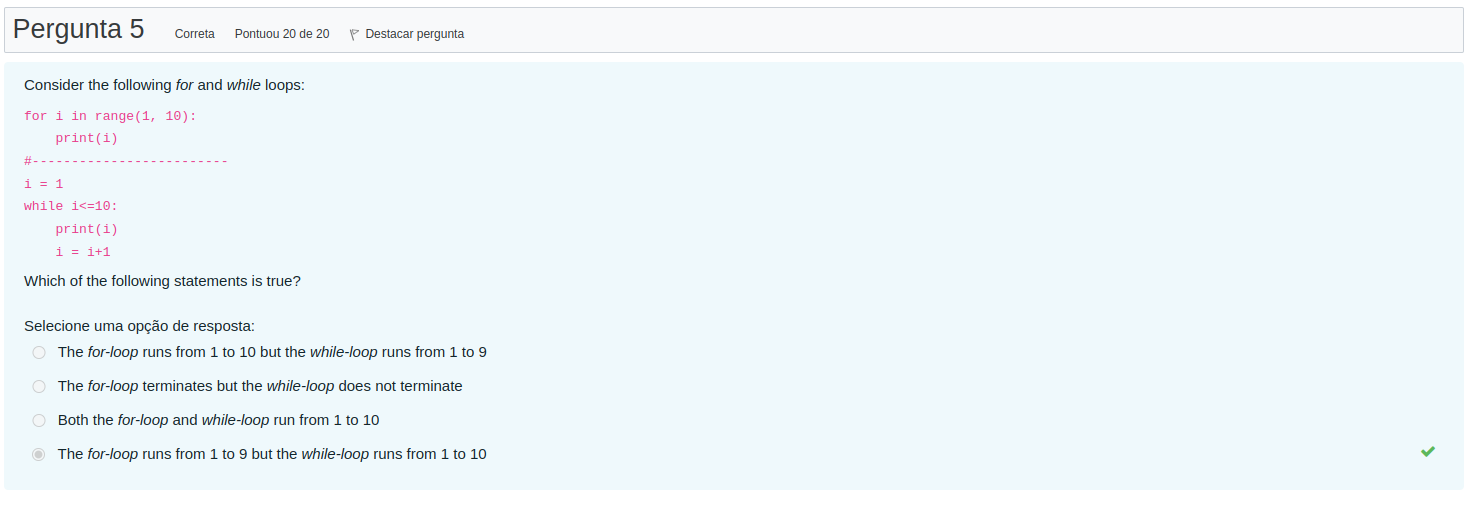 Pergunta 5 Correta Pontuou 20 de 20 Destacar pergunta
Consider the following for and while loops:
for i in range(1, 10):
    print(i)
#-------------------------
i = 1
while i<=10:
    print(i)
    i = i+1
Which of the following statements is true?
Selecione uma opção de resposta:
The for-loop runs from 1 to 10 but the while-loop runs from 1 to 9
The for-loop terminates but the while-loop does not terminate
Both the for-loop and while-loop run from 1 to 10
The for-loop runs from 1 to 9 but the while-loop runs from 1 to 10